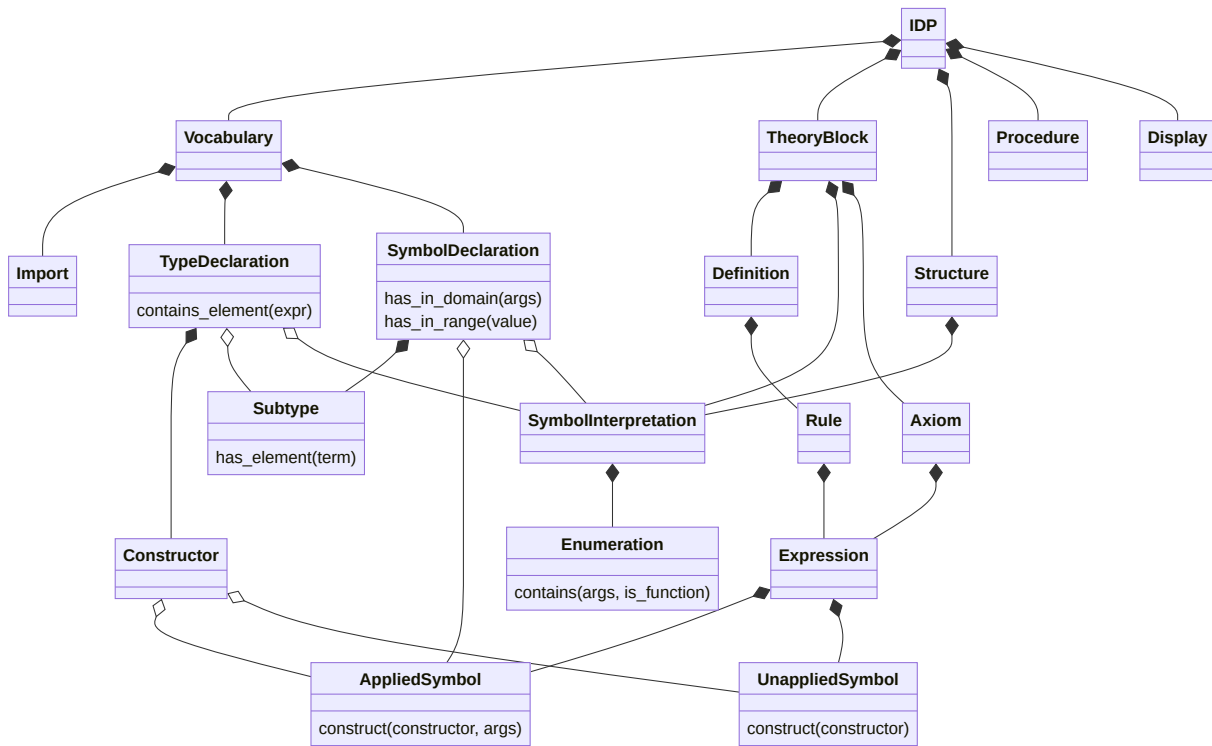 IDP
Vocabulary
TheoryBlock
Procedure
Display
Import
TypeDeclaration
contains_element(expr)
SymbolDeclaration
has_in_domain(args)
has_in_range(value)
Definition
Structure
Subtype
has_element(term)
SymbolInterpretation
Rule
Axiom
Constructor
Enumeration
contains(args, is_function)
Expression
AppliedSymbol
construct(constructor, args)
UnappliedSymbol
construct(constructor)